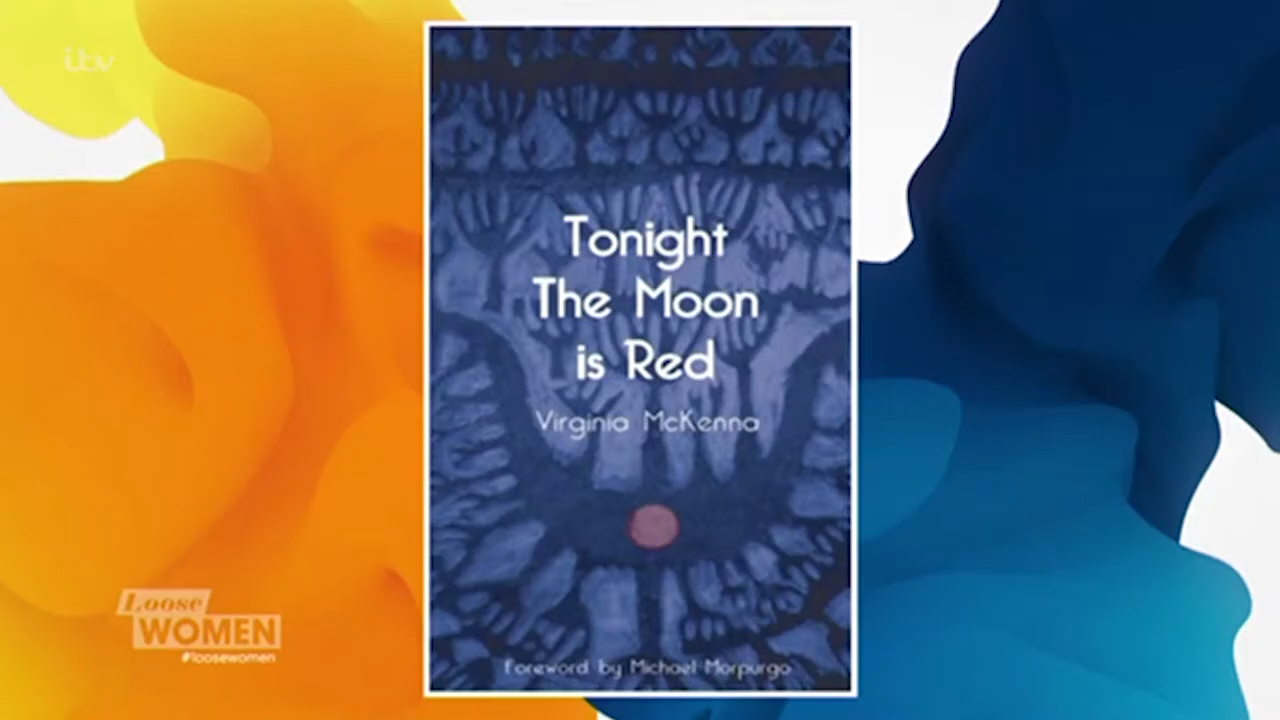 itv
Tonight
The Moon
is Red
Virginia McKenna
Foreword by Michael Morpurgo
Loose
WOMEN
#loosewomen